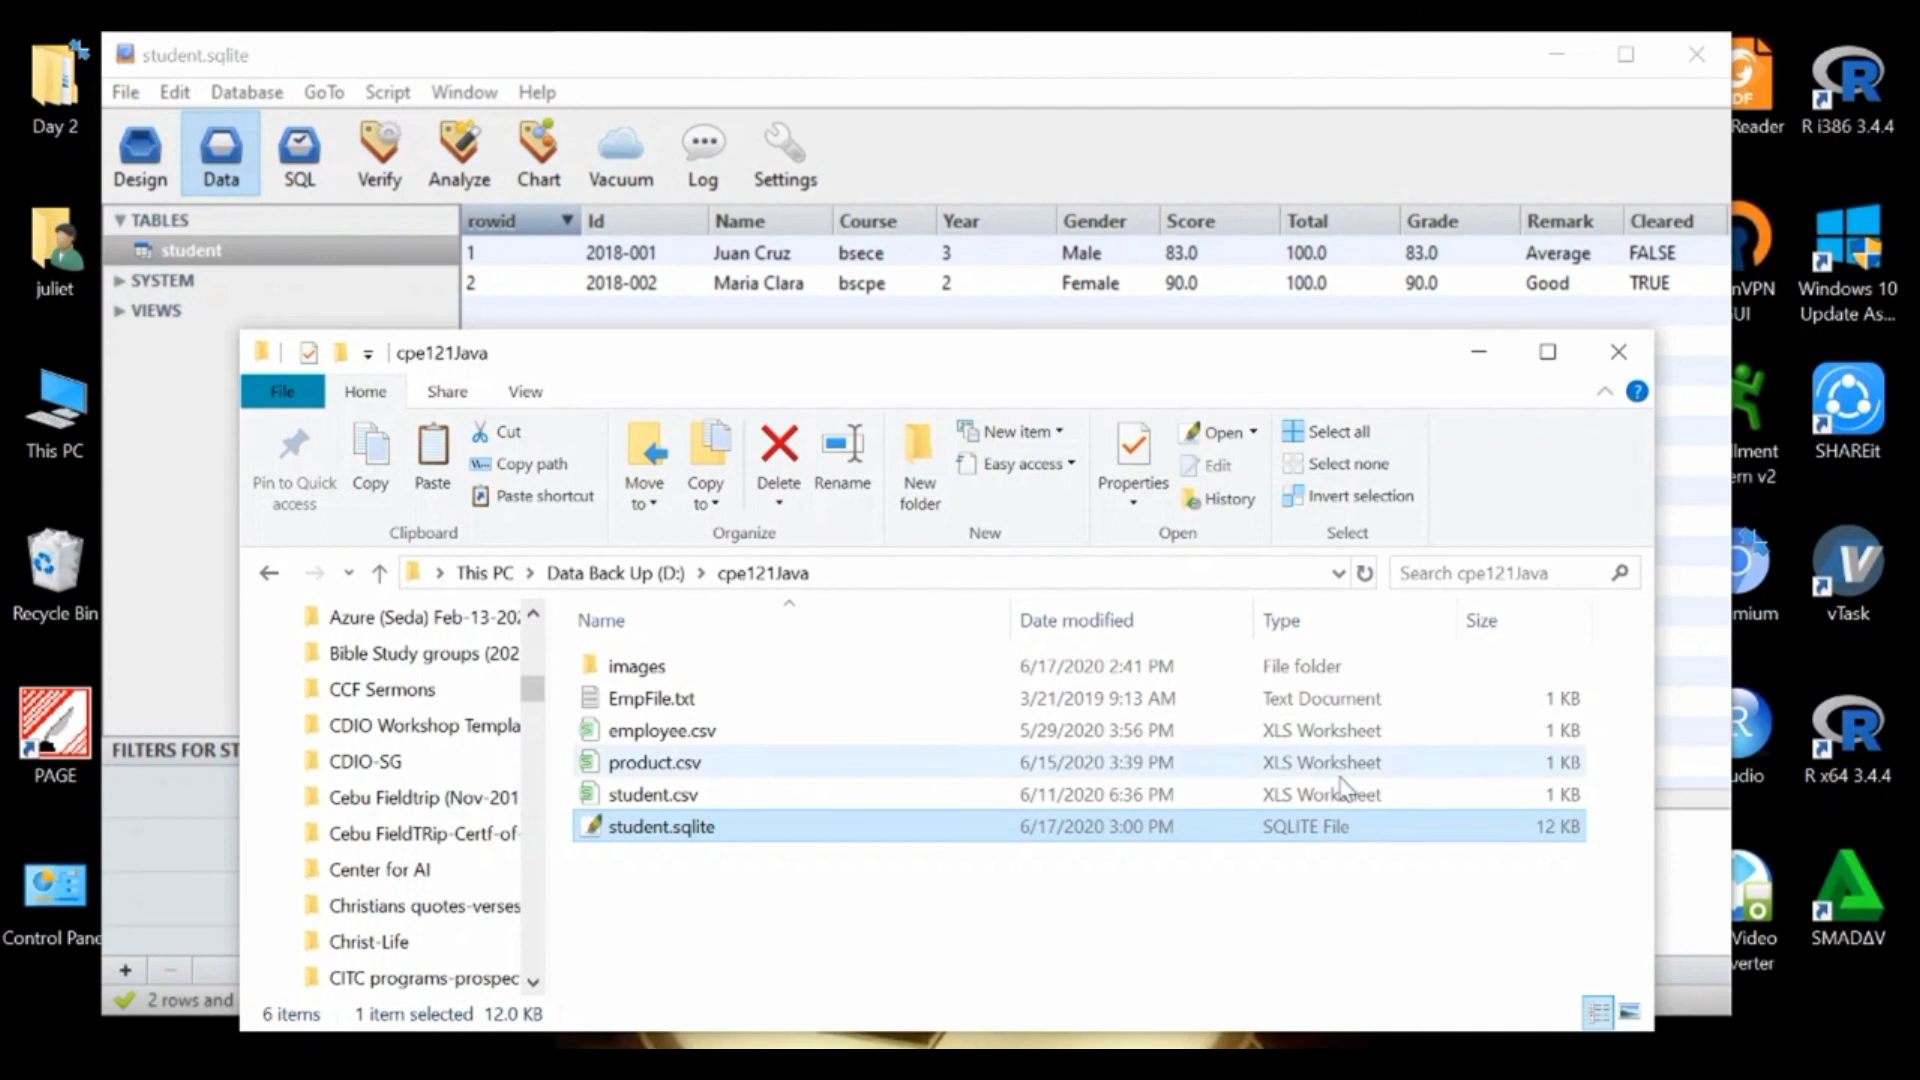 student.sqlite
File Edit Database GoTo Script Window Help
Design Data SQL Verify Analyze Chart Vacuum Log Settings
TABLES
student
SYSTEM
VIEWS
rowid Id Name Course Year Gender Score Total Grade Remark Cleared
1 2018-001 Juan Cruz bsece 3 Male 83.0 100.0 83.0 Average FALSE
2 2018-002 Maria Clara bscpe 2 Female 90.0 100.0 90.0 Good TRUE
FILTERS FOR ST
2 rows and
cpe121Java
File Home Share View
Pin to Quick access
Copy
Paste
Cut
Copy path
Paste shortcut
Clipboard
Move to
Copy to
Delete
Rename
Organize
New folder
New item
Easy access
New
Properties
Open
Edit
History
Open
Select all
Select none
Invert selection
Select
This PC > Data Back Up (D:) > cpe121Java
Search cpe121Java
Azure (Seda) Feb-13-202
Bible Study groups (202
CCF Sermons
CDIO Workshop Templa
CDIO-SG
Cebu Fieldtrip (Nov-201
Cebu FieldTRip-Certf-of-
Center for AI
Christians quotes-verses
Christ-Life
CITC programs-prospec
Name Date modified Type Size
images 6/17/2020 2:41 PM File folder
EmpFile.txt 3/21/2019 9:13 AM Text Document 1 KB
employee.csv 5/29/2020 3:56 PM XLS Worksheet 1 KB
product.csv 6/15/2020 3:39 PM XLS Worksheet 1 KB
student.csv 6/11/2020 6:36 PM XLS Worksheet 1 KB
student.sqlite 6/17/2020 3:00 PM SQLITE File 12 KB
6 items 1 item selected 12.0 KB
Day 2
juliet
This PC
Recycle Bin
PAGE
Control Pane
DF
Reader
nVPN
UI
llment
em v2
mium
udio
Video
verter
R i386 3.4.4
Windows 10
Update As...
SHAREit
vTask
R x64 3.4.4
SMADΔV